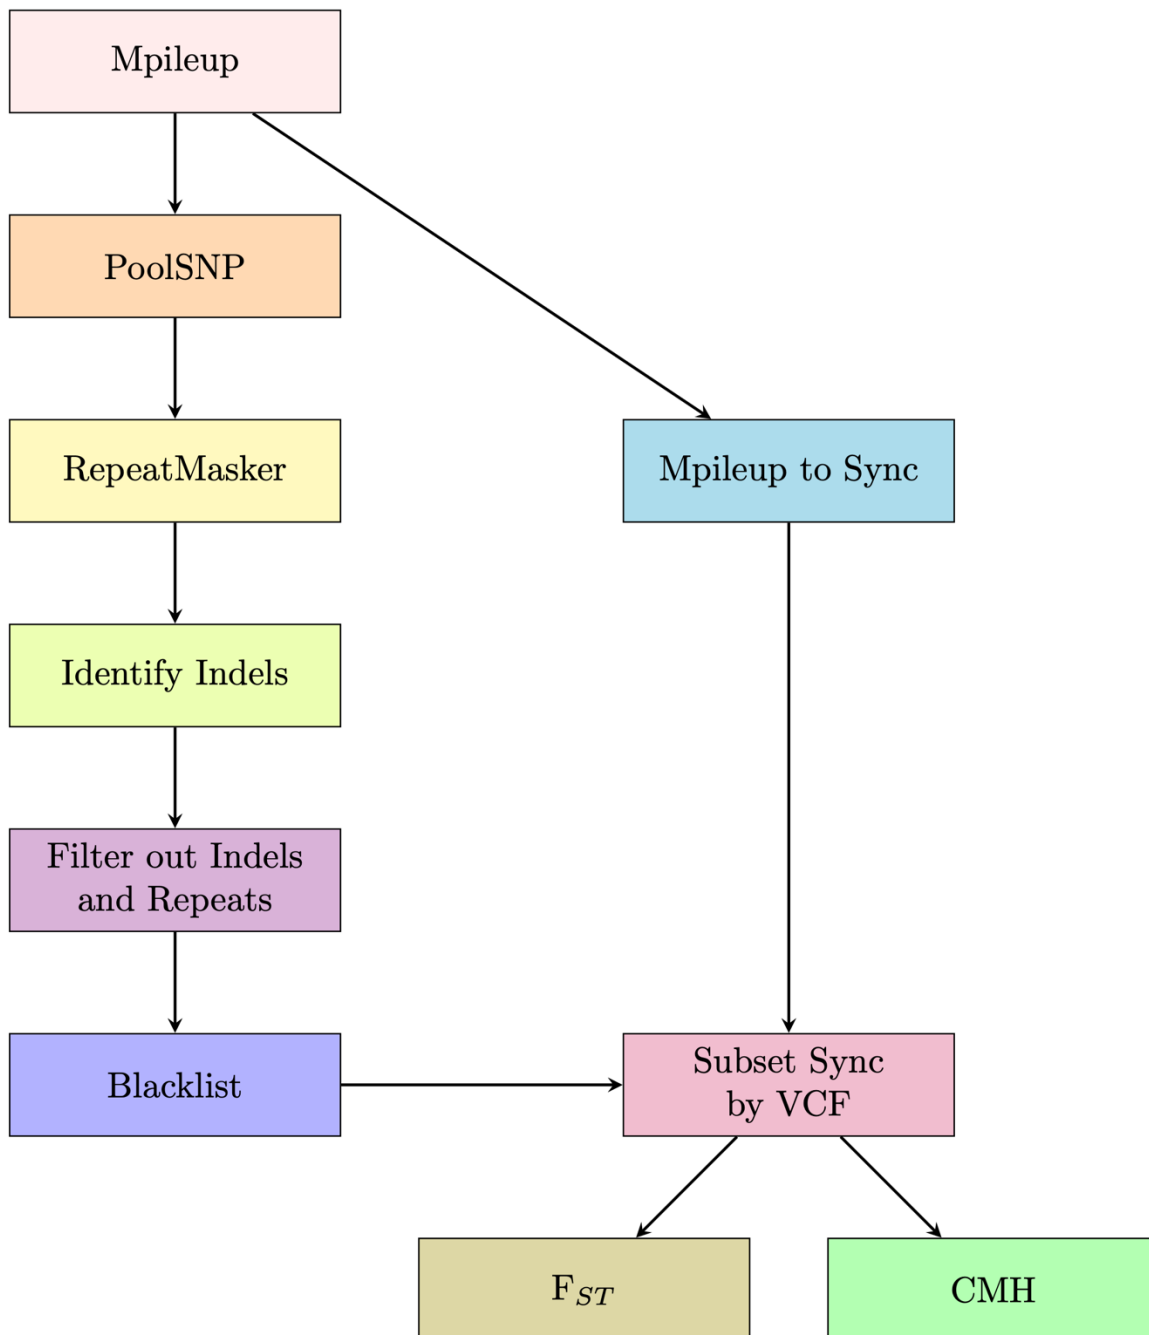 Mpileup
PoolSNP
RepeatMasker
Mpileup to Sync
Identify Indels
Filter out Indels
and Repeats
Blacklist
Subset Sync
by VCF
F_{ST}
CMH